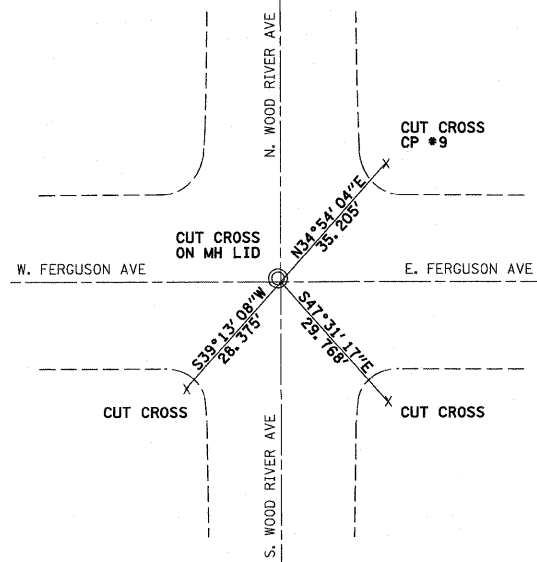 N. WOOD RIVER AVE
CUT CROSS
CP #9
N34°54'04"E
35.205'
CUT CROSS
ON MH LID
W. FERGUSON AVE
E. FERGUSON AVE
S39°13'08"W
28.375'
S47°31'17"E
29.768'
CUT CROSS
CUT CROSS
S. WOOD RIVER AVE